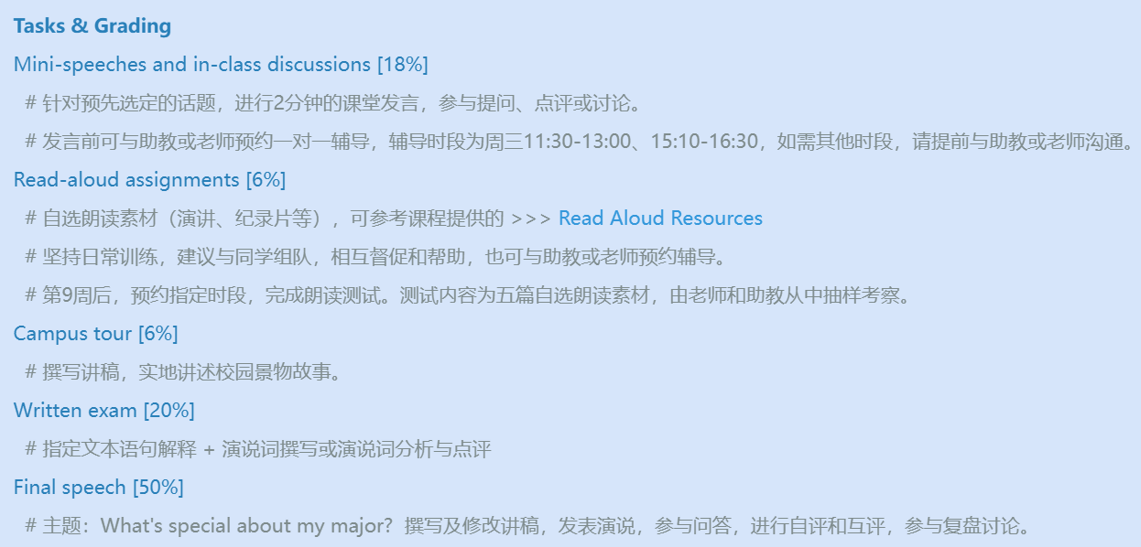 Tasks & Grading
Mini-speeches and in-class discussions [18%]
# 针对预先选定的话题，进行2分钟的课堂发言，参与提问、点评或讨论。
# 发言前可与助教或老师预约一对一辅导，辅导时段为周三11:30-13:00、15:10-16:30，如需其他时段，请提前与助教或老师沟通。
Read-aloud assignments [6%]
# 自选朗读素材（演讲、纪录片等），可参考课程提供的 >>> Read Aloud Resources
# 坚持日常训练，建议与同学组队，相互督促和帮助，也可与助教或老师预约辅导。
# 第9周后，预约指定时段，完成朗读测试。测试内容为五篇自选朗读素材，由老师和助教从中抽样考察。
Campus tour [6%]
# 撰写讲稿，实地讲述校园景物故事。
Written exam [20%]
# 指定文本语句解释 + 演说词撰写或演说词分析与点评
Final speech [50%]
# 主题：What's special about my major? 撰写及修改讲稿，发表演说，参与问答，进行自评和互评，参与复盘讨论。